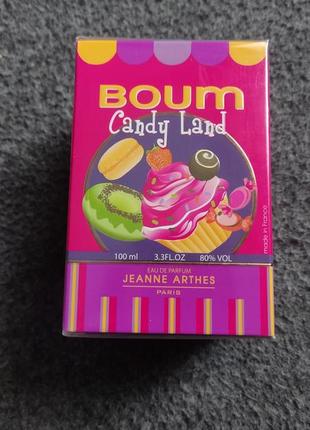 BOUM
Candy Land
100 ml 3.3FL.OZ 80% VOL
EAU DE PARFUM
JEANNE ARTHES
PARIS
made in France